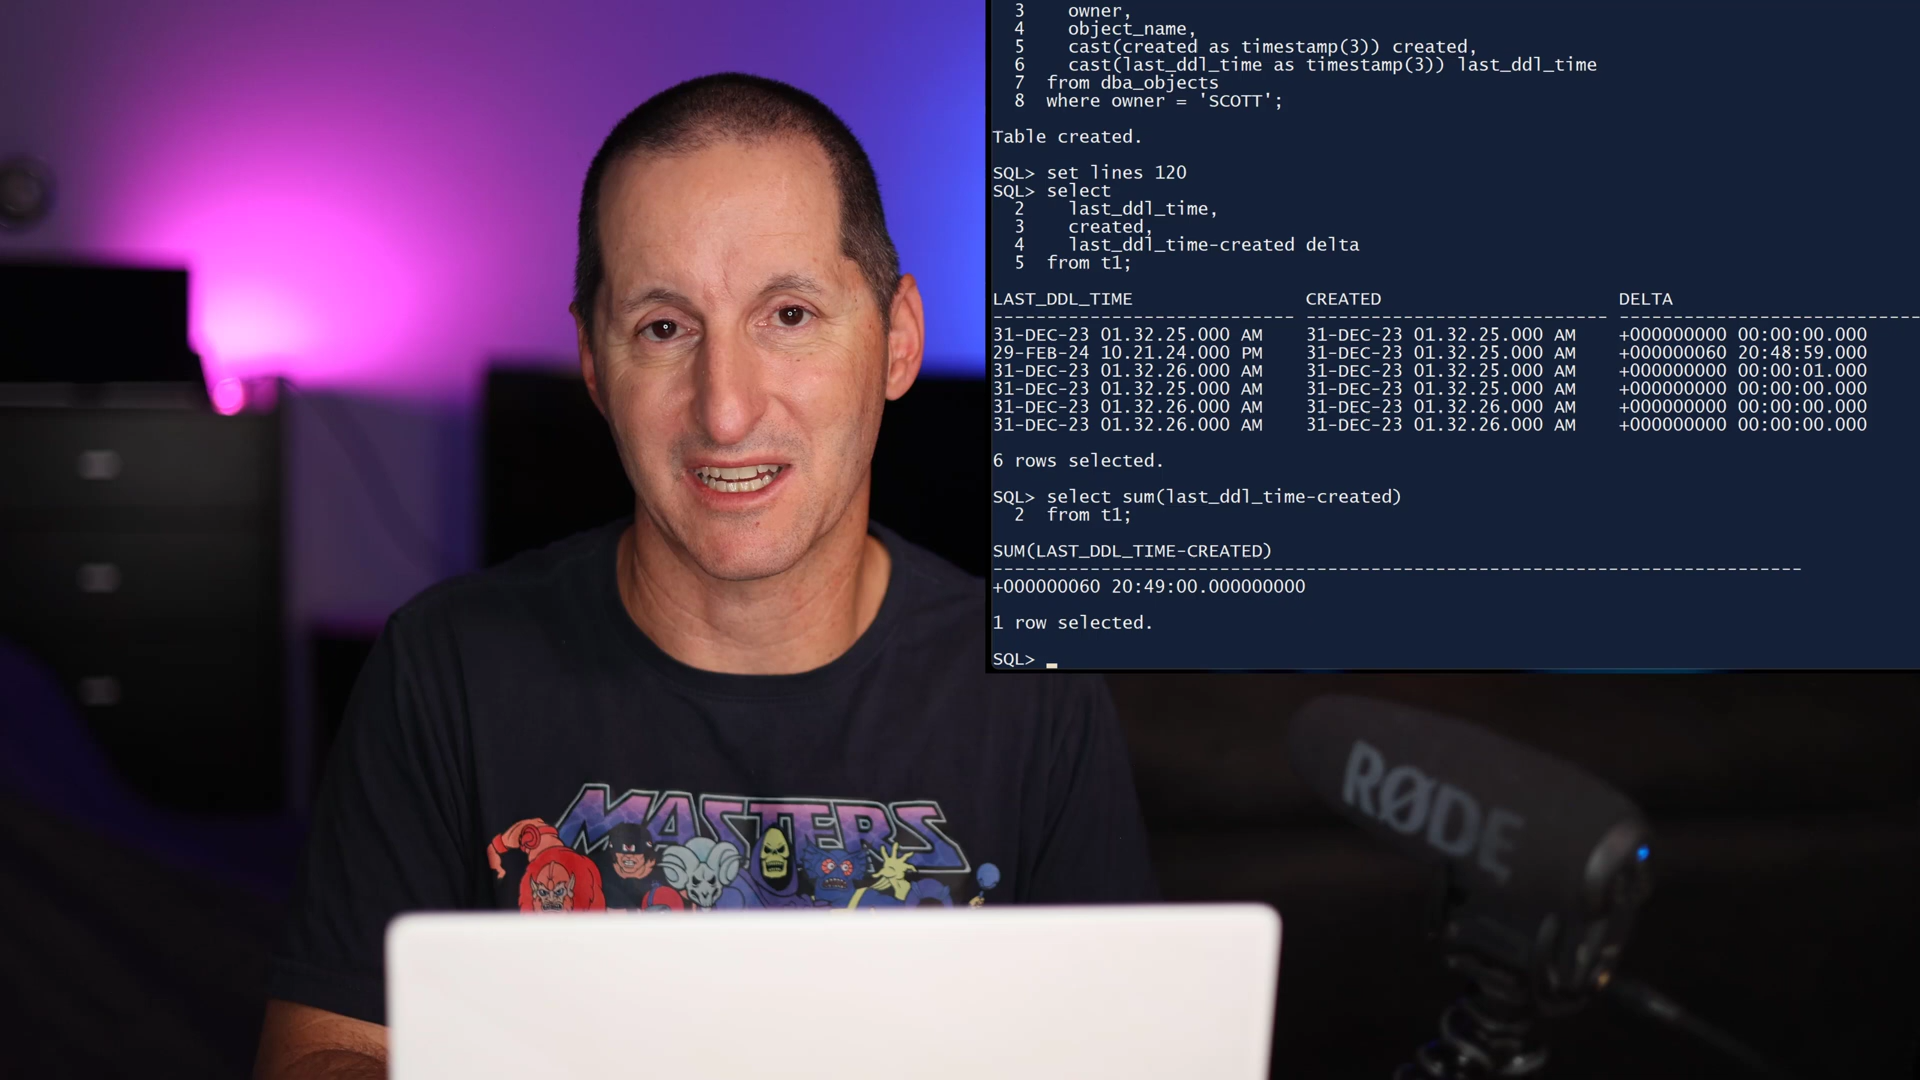 3    owner,
4    object_name,
5    cast(created as timestamp(3)) created,
6    cast(last_ddl_time as timestamp(3)) last_ddl_time
7  from dba_objects
8  where owner = 'SCOTT';
Table created.
SQL> set lines 120
SQL> select
2    last_ddl_time,
3    created,
4    last_ddl_time-created delta
5  from t1;
LAST_DDL_TIME                CREATED                      DELTA
---------------------------- ---------------------------- ----------------------------
31-DEC-23 01.32.25.000 AM    31-DEC-23 01.32.25.000 AM    +000000000 00:00:00.000
29-FEB-24 10.21.24.000 PM    31-DEC-23 01.32.25.000 AM    +000000060 20:48:59.000
31-DEC-23 01.32.26.000 AM    31-DEC-23 01.32.25.000 AM    +000000000 00:00:01.000
31-DEC-23 01.32.25.000 AM    31-DEC-23 01.32.25.000 AM    +000000000 00:00:00.000
31-DEC-23 01.32.26.000 AM    31-DEC-23 01.32.26.000 AM    +000000000 00:00:00.000
31-DEC-23 01.32.26.000 AM    31-DEC-23 01.32.26.000 AM    +000000000 00:00:00.000
6 rows selected.
SQL> select sum(last_ddl_time-created)
2  from t1;
SUM(LAST_DDL_TIME-CREATED)
---------------------------------------------------------------------------
+000000060 20:49:00.000000000
1 row selected.
SQL> _
MASTERS
RØDE